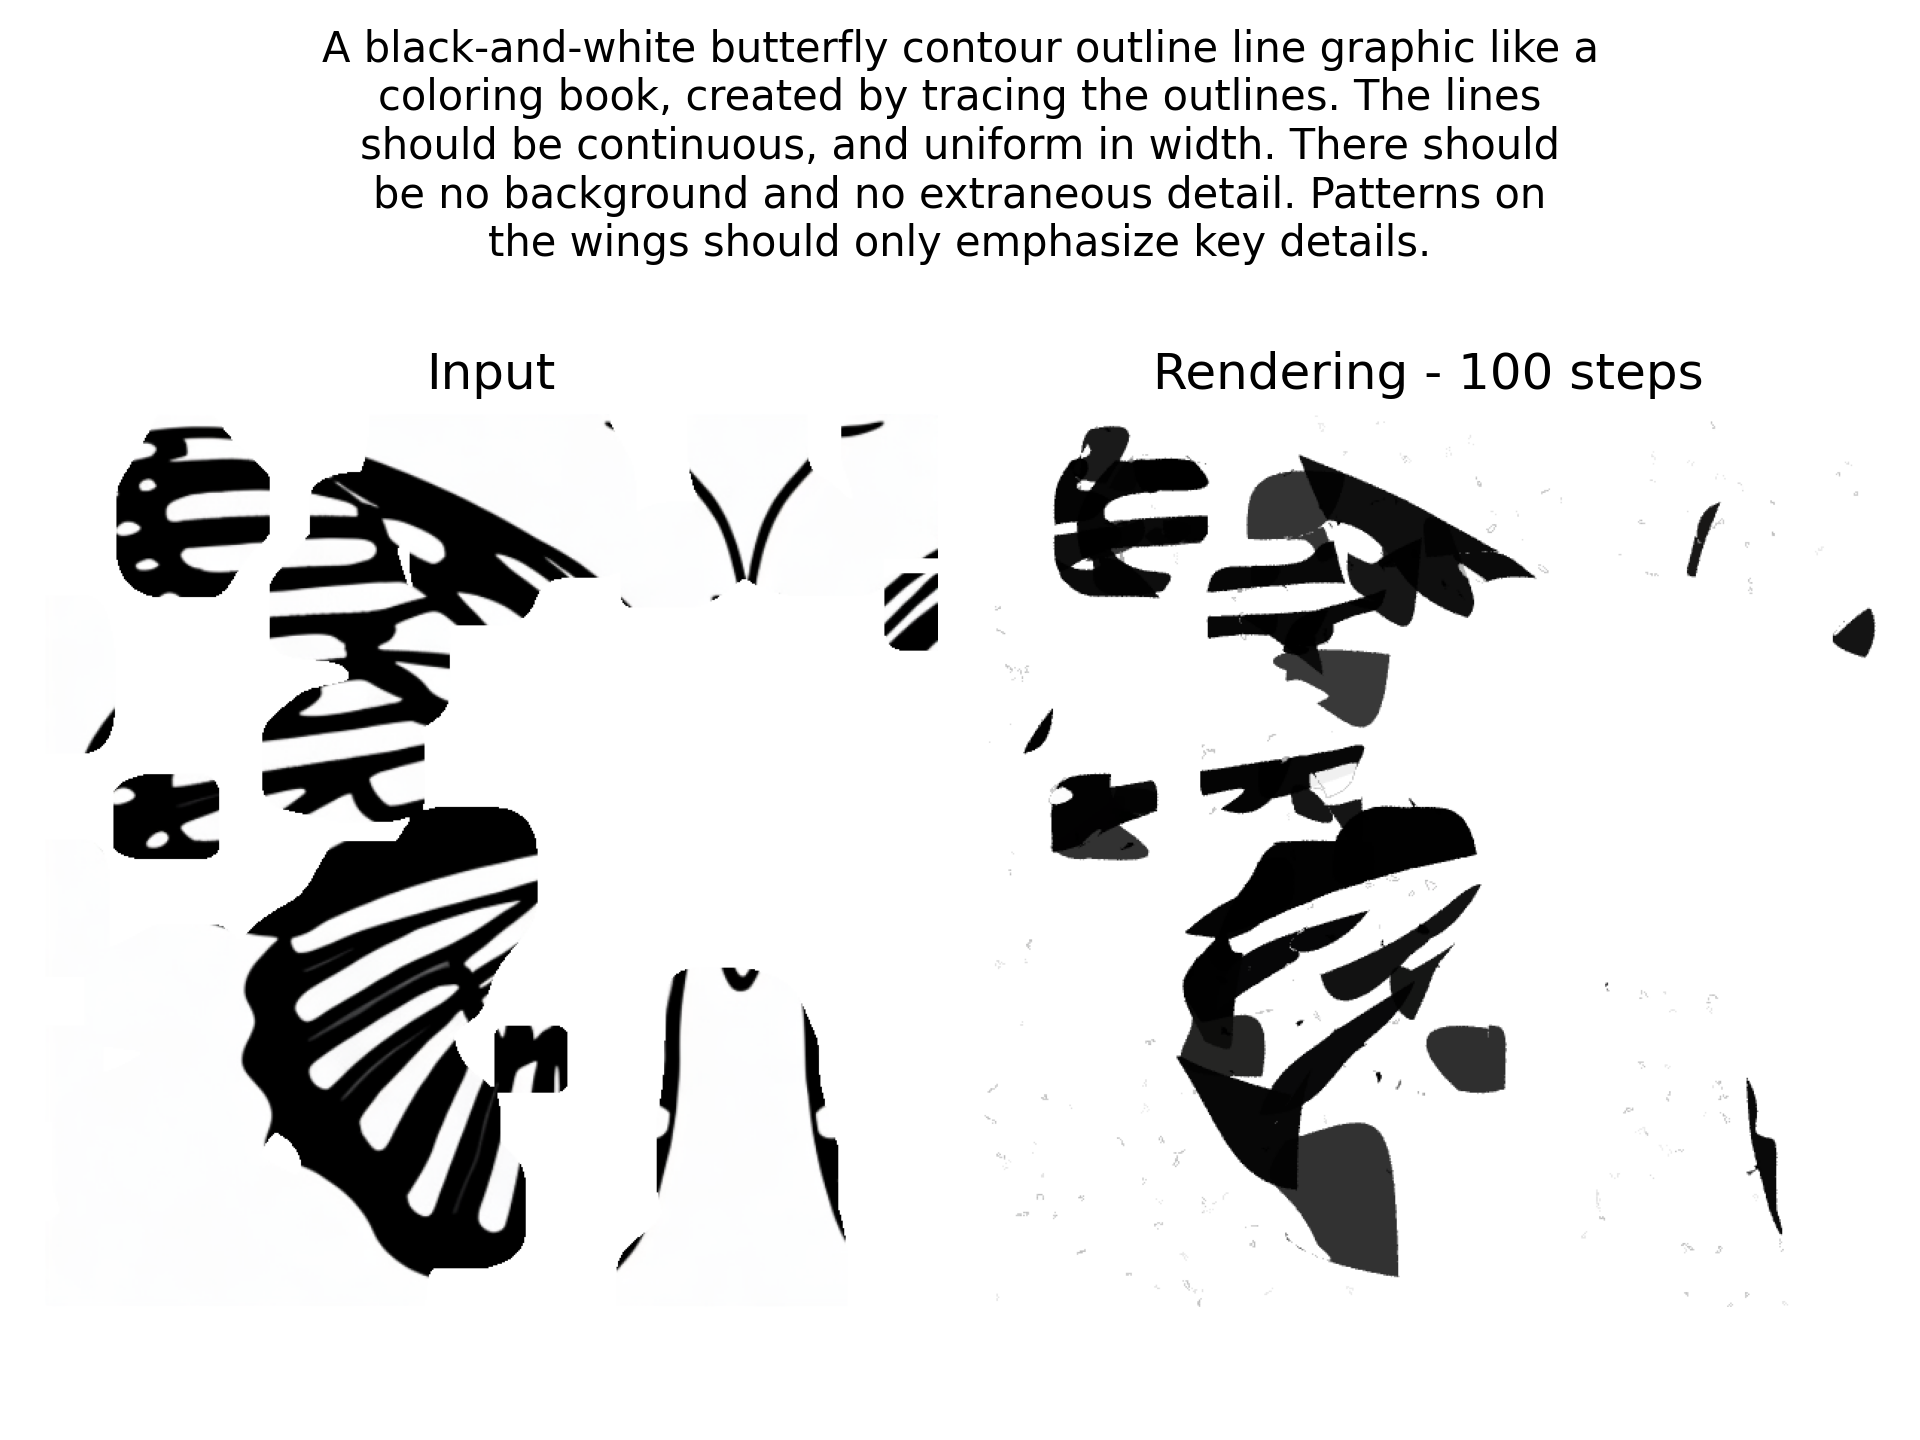 A black-and-white butterfly contour outline line graphic like a
coloring book, created by tracing the outlines. The lines
should be continuous, and uniform in width. There should
be no background and no extraneous detail. Patterns on
the wings should only emphasize key details.
Input
Rendering - 100 steps